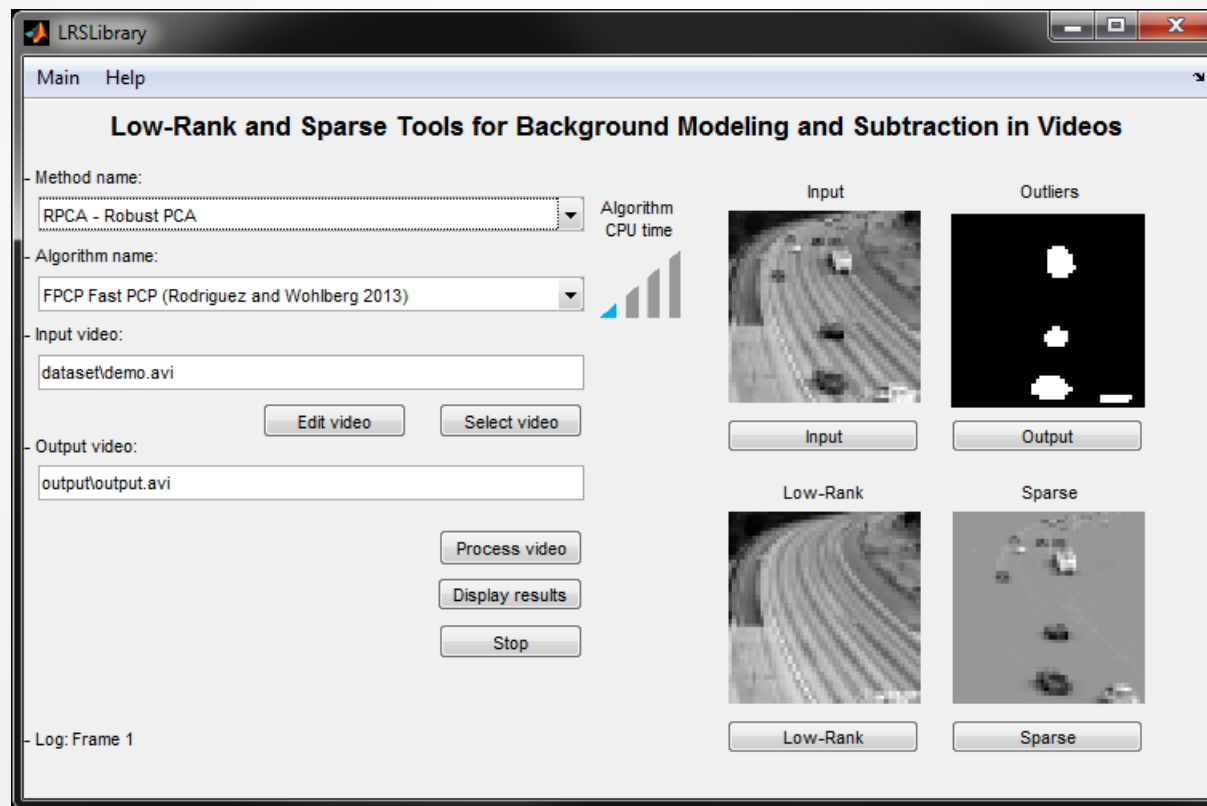 LRSLibrary
Main Help
Low-Rank and Sparse Tools for Background Modeling and Subtraction in Videos
- Method name:
RPCA - Robust PCA
- Algorithm name:
FPCP Fast PCP (Rodriguez and Wohlberg 2013)
- Input video:
dataset\demo.avi
Edit video Select video
- Output video:
output\output.avi
Process video
Display results
Stop
- Log: Frame 1
Algorithm
CPU time
Input Outliers
Input Output
Low-Rank Sparse
Low-Rank Sparse